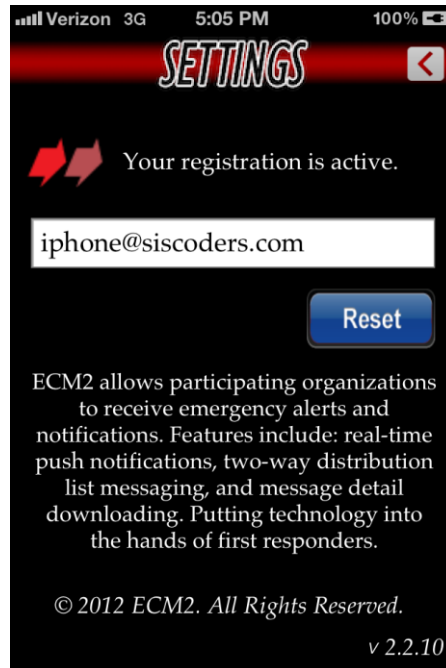 Verizon 3G 5:05 PM 100%
SETTINGS
Your registration is active.
iphone@siscoders.com
Reset
ECM2 allows participating organizations
to receive emergency alerts and
notifications. Features include: real-time
push notifications, two-way distribution
list messaging, and message detail
downloading. Putting technology into
the hands of first responders.
© 2012 ECM2. All Rights Reserved.
v 2.2.10